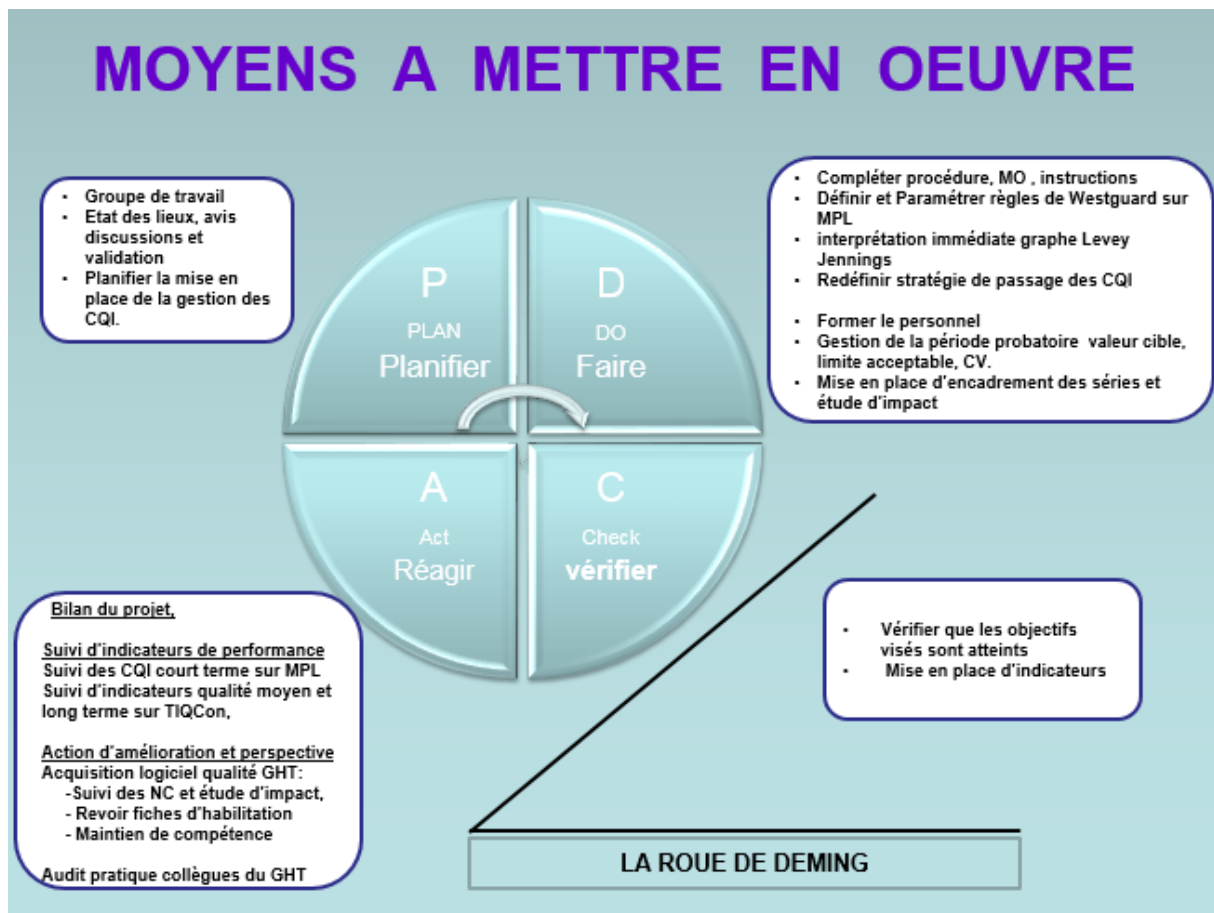 MOYENS A METTRE EN OEUVRE
• Groupe de travail
• Etat des lieux, avis
discussions et
validation
• Planifier la mise en
place de la gestion des
CQI.
P
PLAN
Planifier
D
DO
Faire
• Compléter procédure, MO , instructions
• Définir et Paramétrer règles de Westguard sur
MPL
• interprétation immédiate graphe Levey
Jennings
• Redéfinir stratégie de passage des CQI
• Former le personnel
• Gestion de la période probatoire valeur cible,
limite acceptable, CV.
• Mise en place d'encadrement des séries et
étude d'impact
A
Act
Réagir
C
Check
vérifier
Bilan du projet,
Suivi d'indicateurs de performance
Suivi des CQI court terme sur MPL
Suivi d'indicateurs qualité moyen et
long terme sur TIQCon,
Action d'amélioration et perspective
Acquisition logiciel qualité GHT:
-Suivi des NC et étude d'impact,
- Revoir fiches d'habilitation
- Maintien de compétence
Audit pratique collègues du GHT
• Vérifier que les objectifs
visés sont atteints
• Mise en place d'indicateurs
LA ROUE DE DEMING